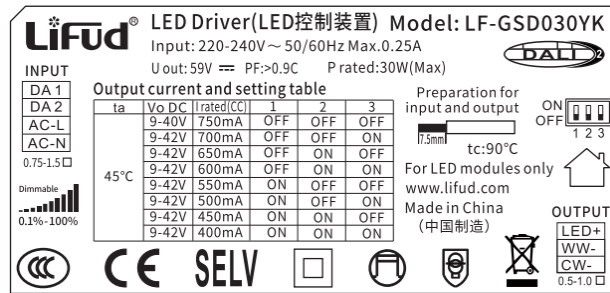 LiFud® LED Driver(LED控制装置) Model: LF-GSD030YK
Input: 220-240V～ 50/60Hz Max.0.25A
DALI 2
U out: 59V ⎓ PF:>0.9C P rated:30W(Max)
INPUT
DA 1
DA 2
AC-L
AC-N
0.75-1.5□
Dimmable
0.1%-100%
Output current and setting table
ta Vo DC I rated(CC) 1 2 3
45℃
9-40V 750mA OFF OFF OFF
9-42V 700mA OFF OFF ON
9-42V 650mA OFF ON OFF
9-42V 600mA OFF ON ON
9-42V 550mA ON OFF OFF
9-42V 500mA ON OFF ON
9-42V 450mA ON ON OFF
9-42V 400mA ON ON ON
Preparation for
input and output
7.5mm
tc:90℃
ON
OFF
1 2 3
For LED modules only
www.lifud.com
Made in China
（中国制造）
OUTPUT
LED+
WW-
CW-
0.5-1.0□
CCC
CE
SELV